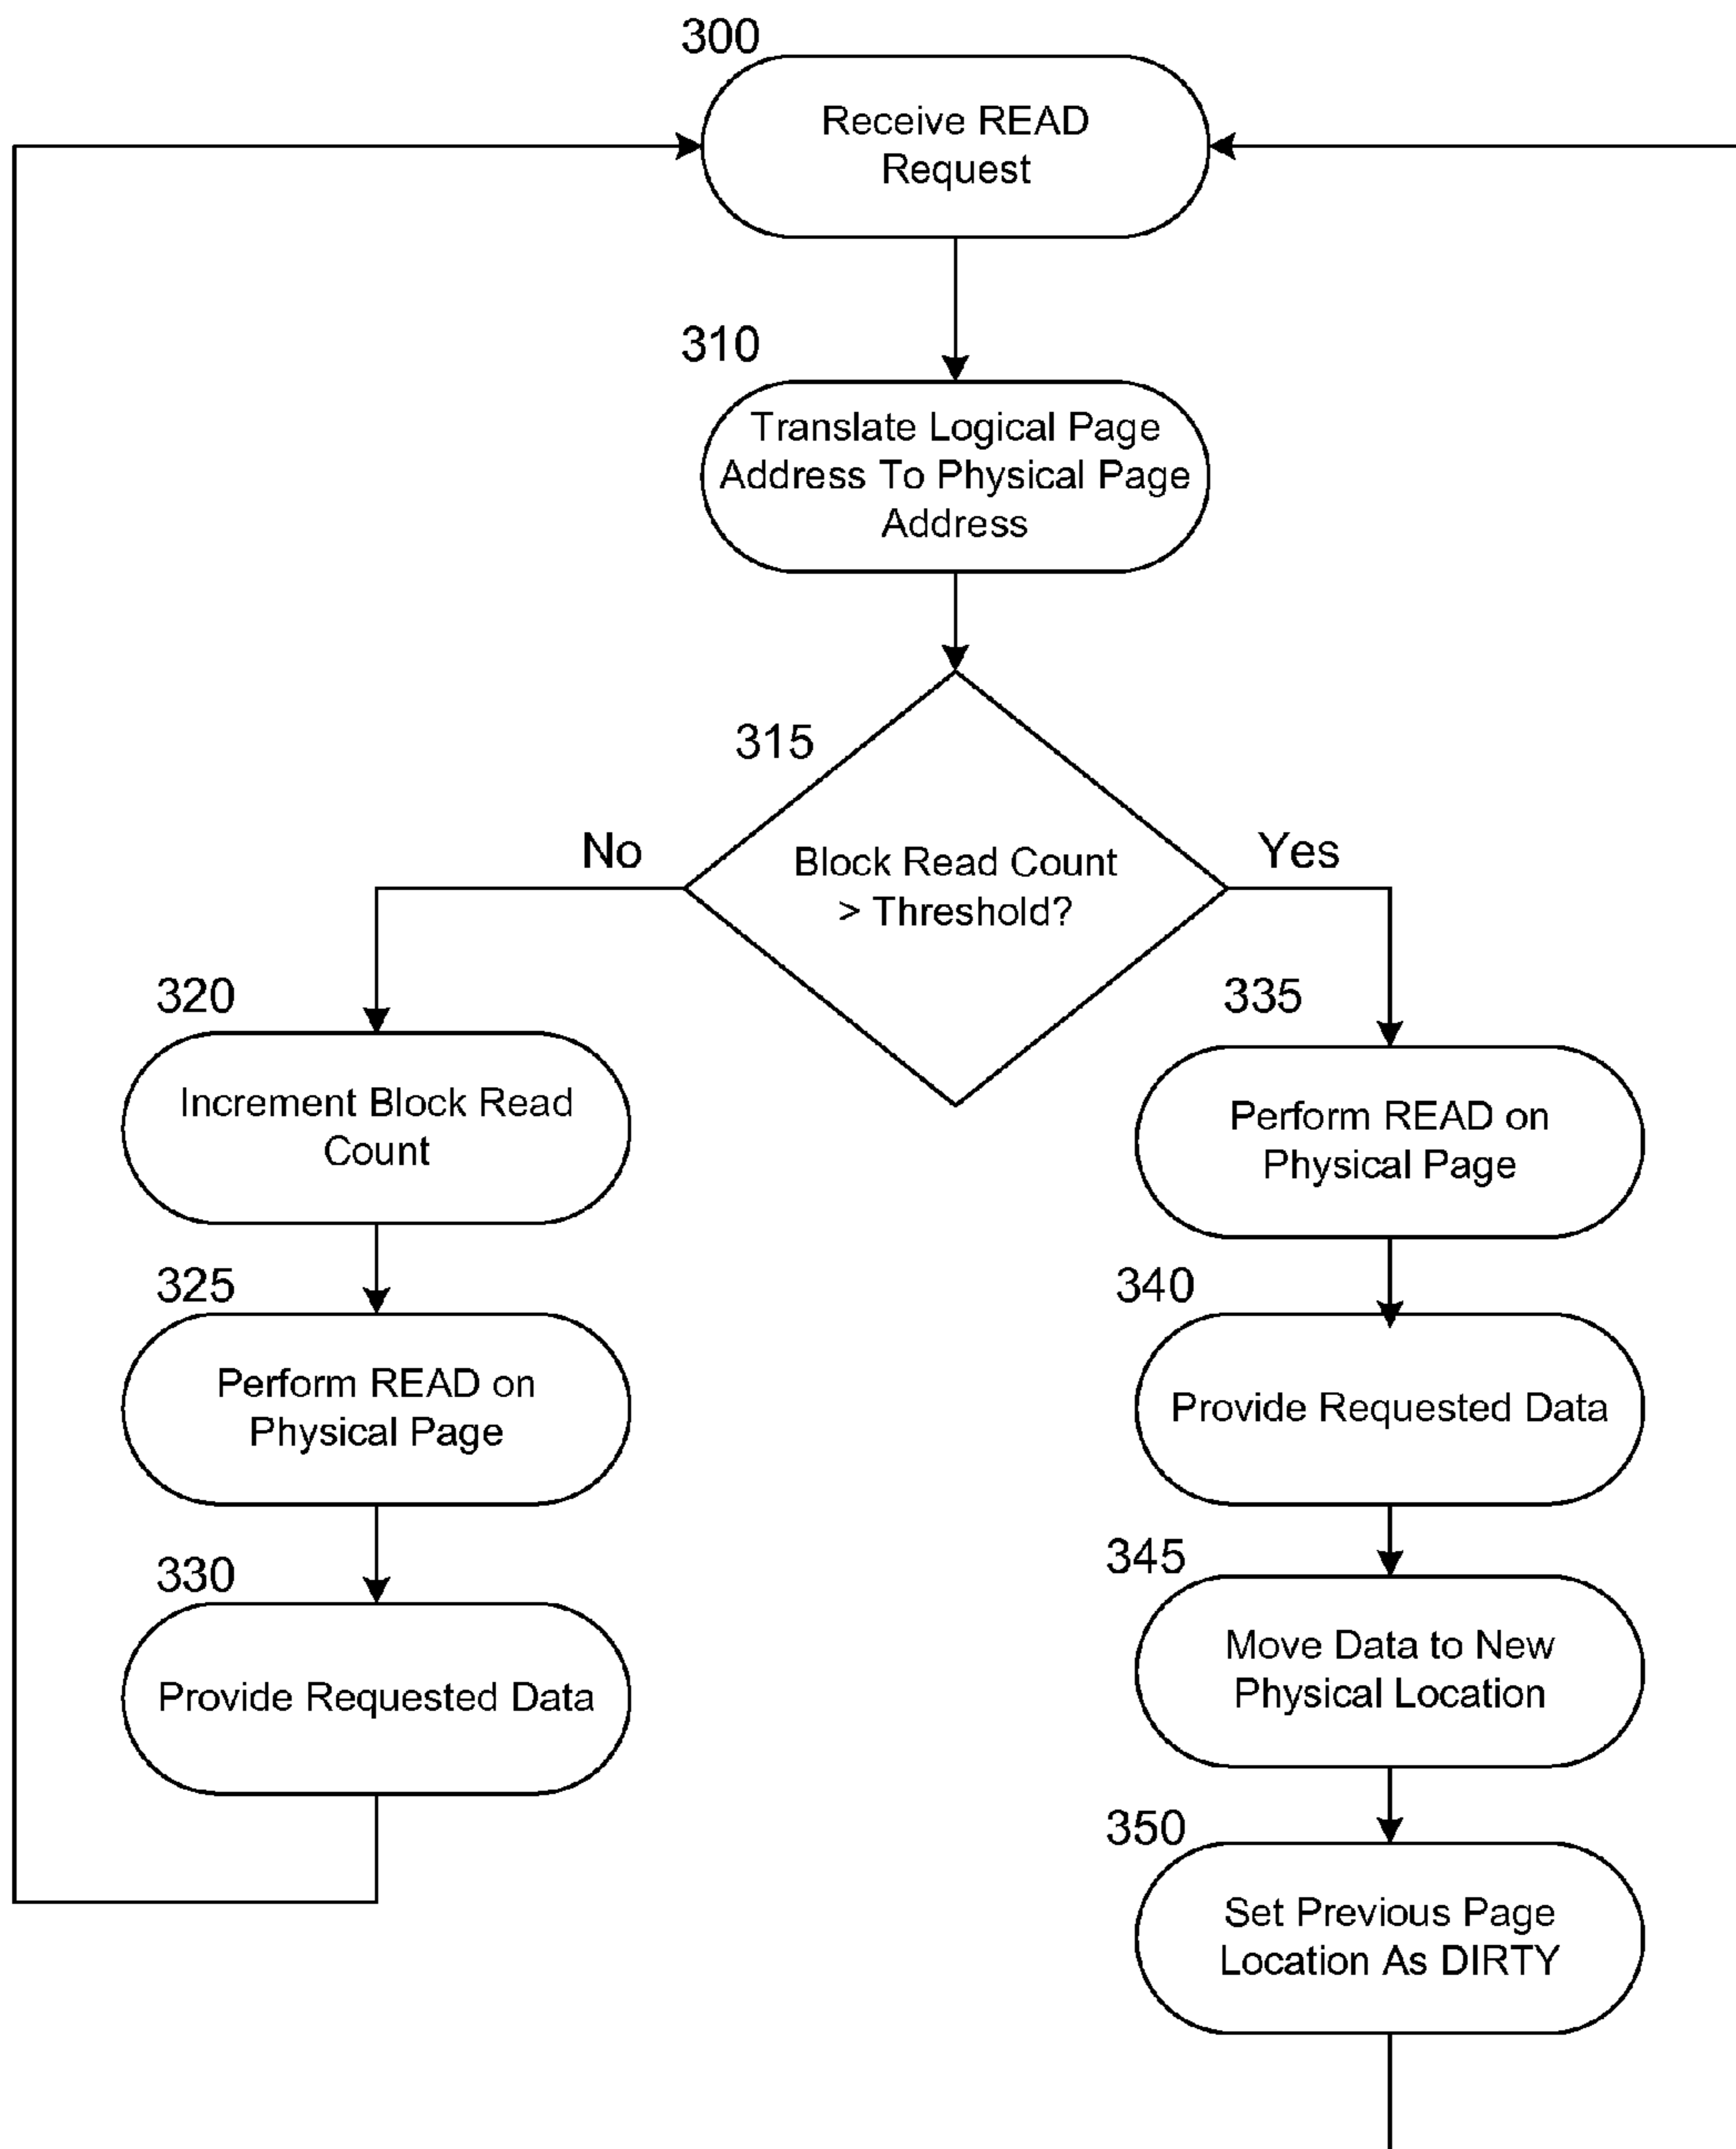 300
Receive READ
Request
310
Translate Logical Page
Address To Physical Page
Address
315
Block Read Count
> Threshold?
No
Yes
320
Increment Block Read
Count
325
Perform READ on
Physical Page
330
Provide Requested Data
335
Perform READ on
Physical Page
340
Provide Requested Data
345
Move Data to New
Physical Location
350
Set Previous Page
Location As DIRTY